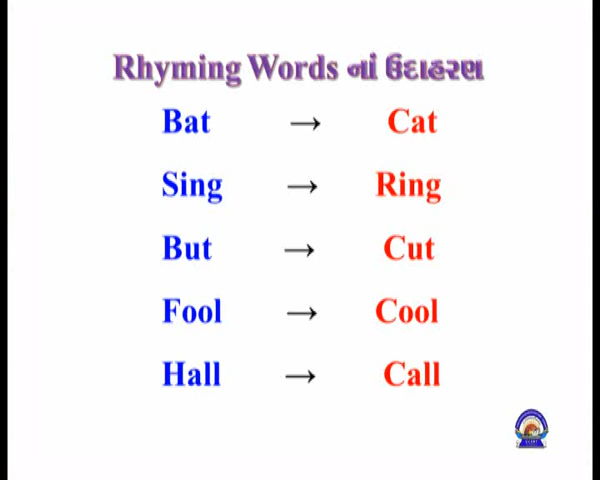 Rhyming Words નાં ઉદાહરણ
Bat → Cat
Sing → Ring
But → Cut
Fool → Cool
Hall → Call